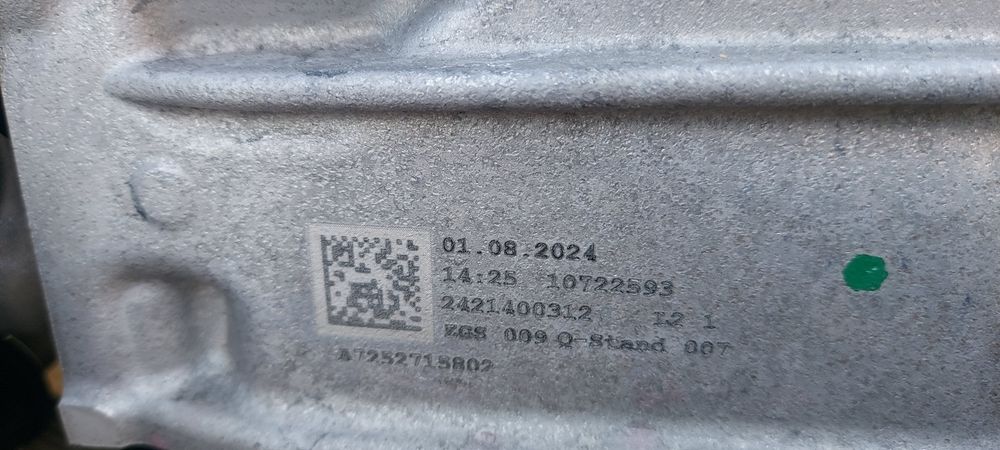 01.08.2024
14:25 10722593
2421400312 L2 1
ZGS 009 Q-Stand 007
A7252715802